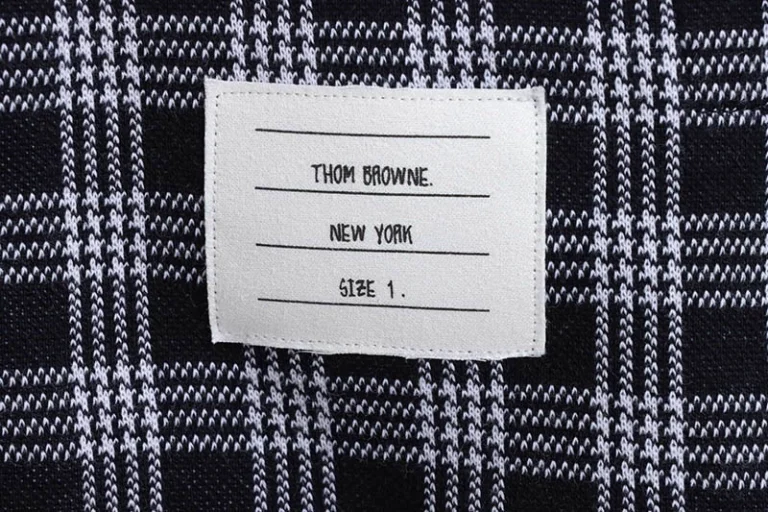 THOM BROWNE.
NEW YORK
SIZE 1.